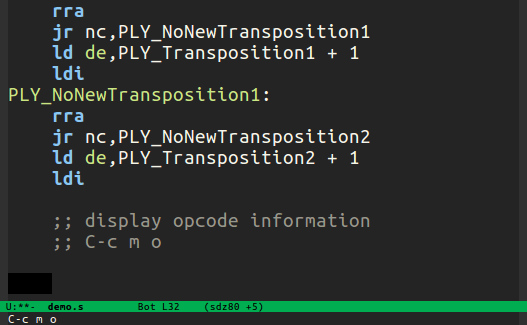 rra
jr nc,PLY_NoNewTransposition1
ld de,PLY_Transposition1 + 1
ldi
PLY_NoNewTransposition1:
rra
jr nc,PLY_NoNewTransposition2
ld de,PLY_Transposition2 + 1
ldi
;; display opcode information
;; C-c m o
U:**- demo.s Bot L32 (sdz80 +5)
C-c m o